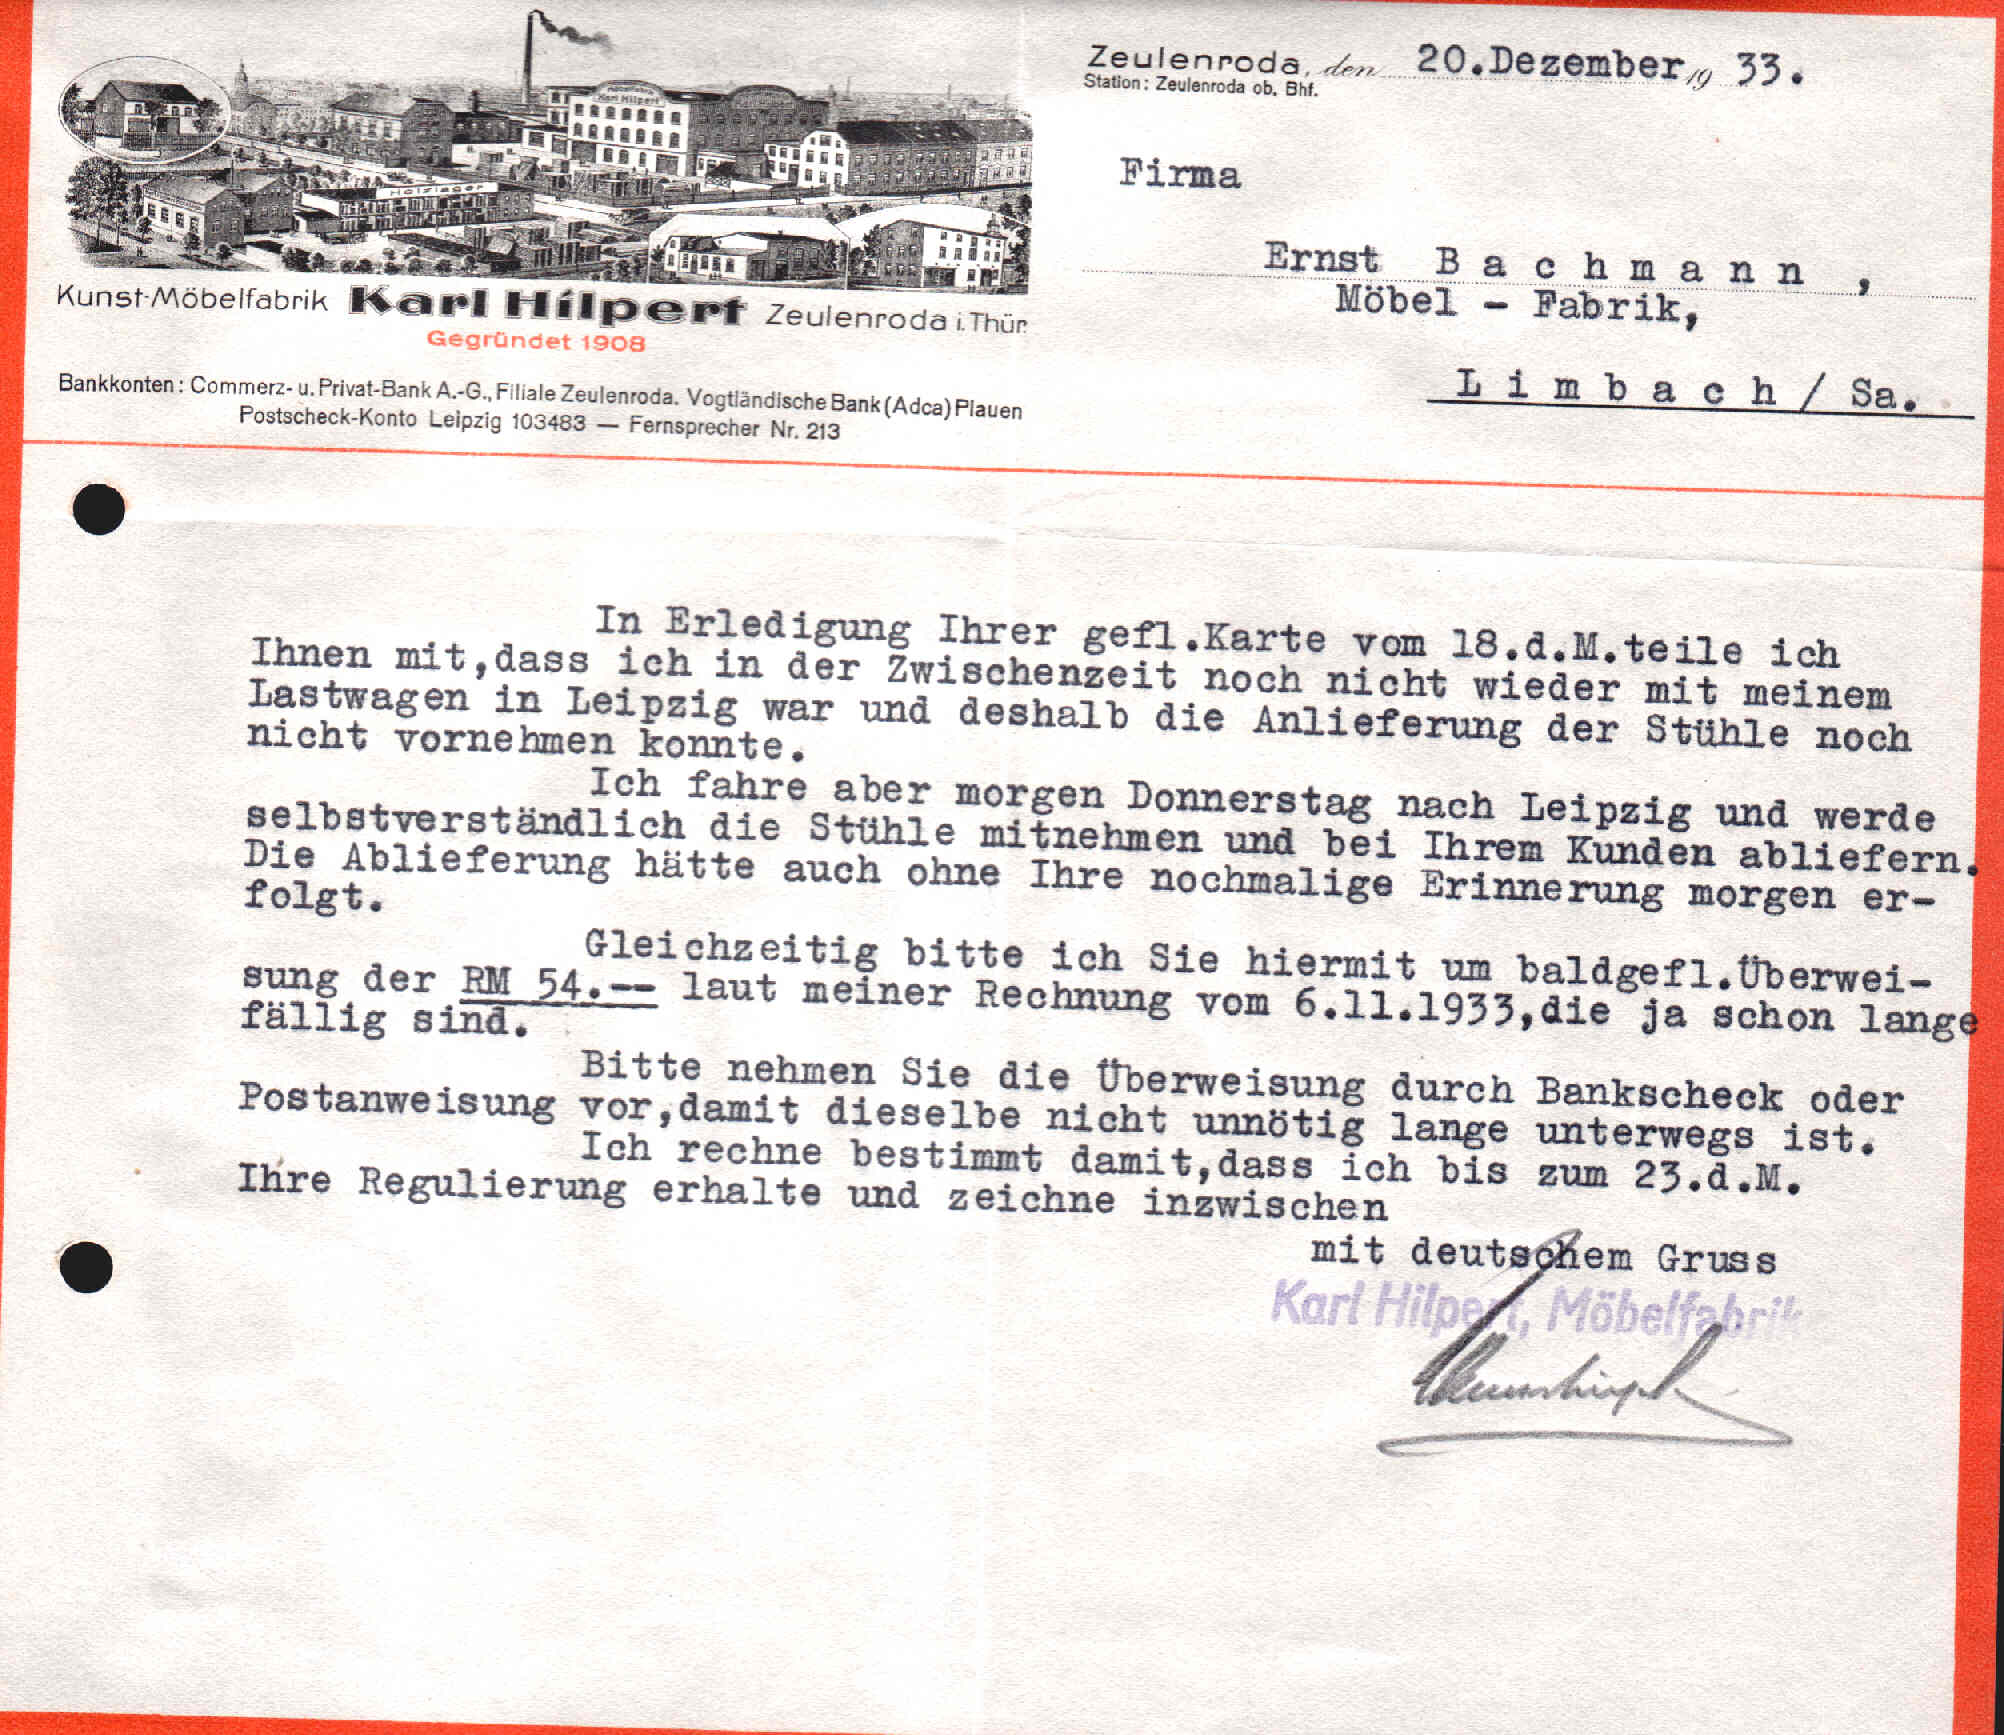 Möbelfabrik
Karl Hilpert
Holzlager
Kunst-Möbelfabrik Karl Hilpert Zeulenroda i. Thür.
Gegründet 1908
Bankkonten: Commerz- u. Privat-Bank A.-G., Filiale Zeulenroda. Vogtländische Bank (Adca) Plauen
Postscheck-Konto Leipzig 103483 — Fernsprecher Nr. 213
Zeulenroda, den 20.Dezember 19 33.
Station: Zeulenroda ob. Bhf.
Firma
Ernst B a c h m a n n ,
Möbel - Fabrik,
L i m b a c h / Sa.
In Erledigung Ihrer gefl.Karte vom 18.d.M.teile ich
Ihnen mit,dass ich in der Zwischenzeit noch nicht wieder mit meinem
Lastwagen in Leipzig war und deshalb die Anlieferung der Stühle noch
nicht vornehmen konnte.
Ich fahre aber morgen Donnerstag nach Leipzig und werde
selbstverständlich die Stühle mitnehmen und bei Ihrem Kunden abliefern.
Die Ablieferung hätte auch ohne Ihre nochmalige Erinnerung morgen er-
folgt.
Gleichzeitig bitte ich Sie hiermit um baldgefl.Überwei-
sung der RM 54.-- laut meiner Rechnung vom 6.11.1933,die ja schon lange
fällig sind.
Bitte nehmen Sie die Überweisung durch Bankscheck oder
Postanweisung vor,damit dieselbe nicht unnötig lange unterwegs ist.
Ich rechne bestimmt damit,dass ich bis zum 23.d.M.
Ihre Regulierung erhalte und zeichne inzwischen
mit deutschem Gruss
Karl Hilpert, Möbelfabrik